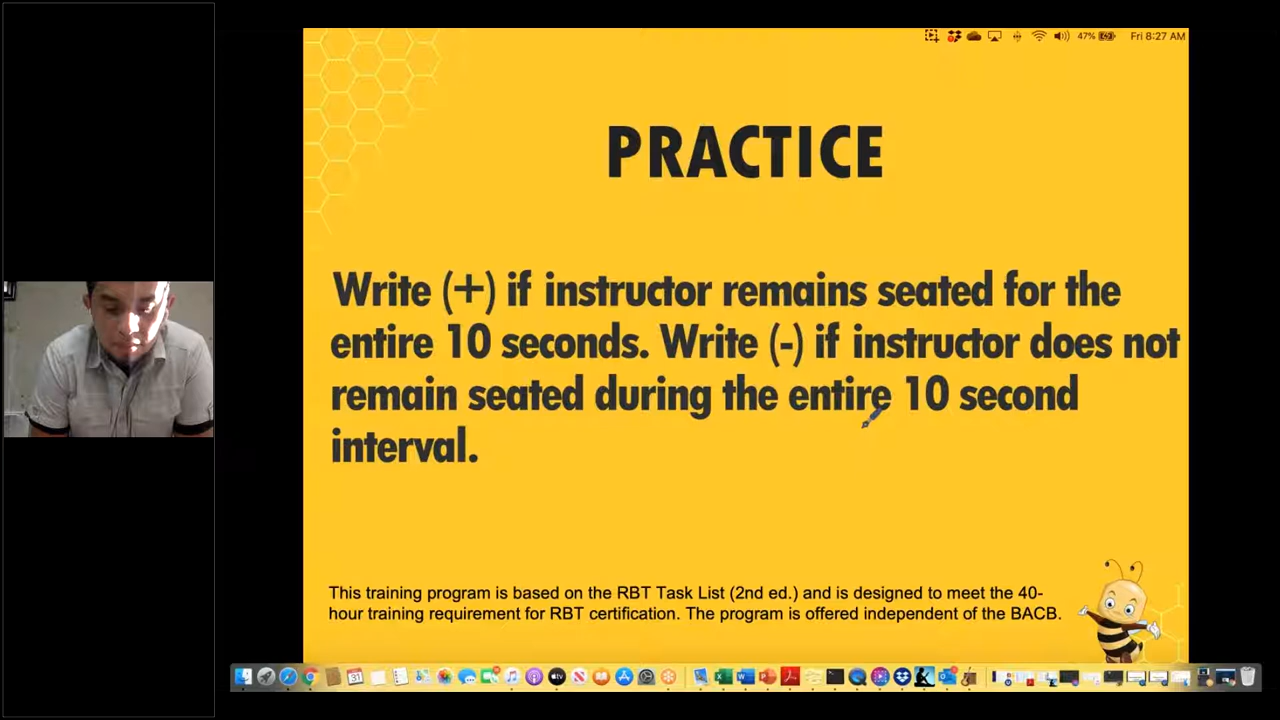 47% Fri 8:27 AM
PRACTICE
Write (+) if instructor remains seated for the
entire 10 seconds. Write (-) if instructor does not
remain seated during the entire 10 second
interval.
This training program is based on the RBT Task List (2nd ed.) and is designed to meet the 40-
hour training requirement for RBT certification. The program is offered independent of the BACB.
31